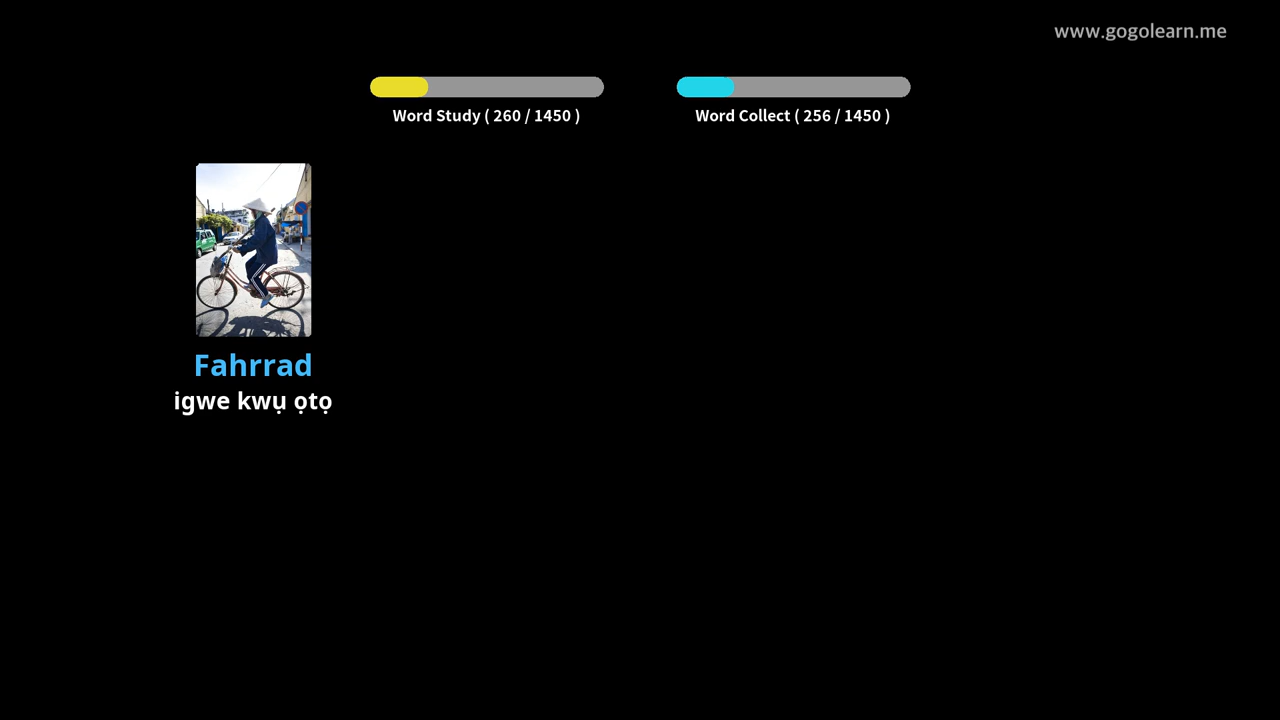 www.gogolearn.me
Word Study ( 260 / 1450 )
Word Collect ( 256 / 1450 )
Fahrrad
igwe kwụ ọtọ